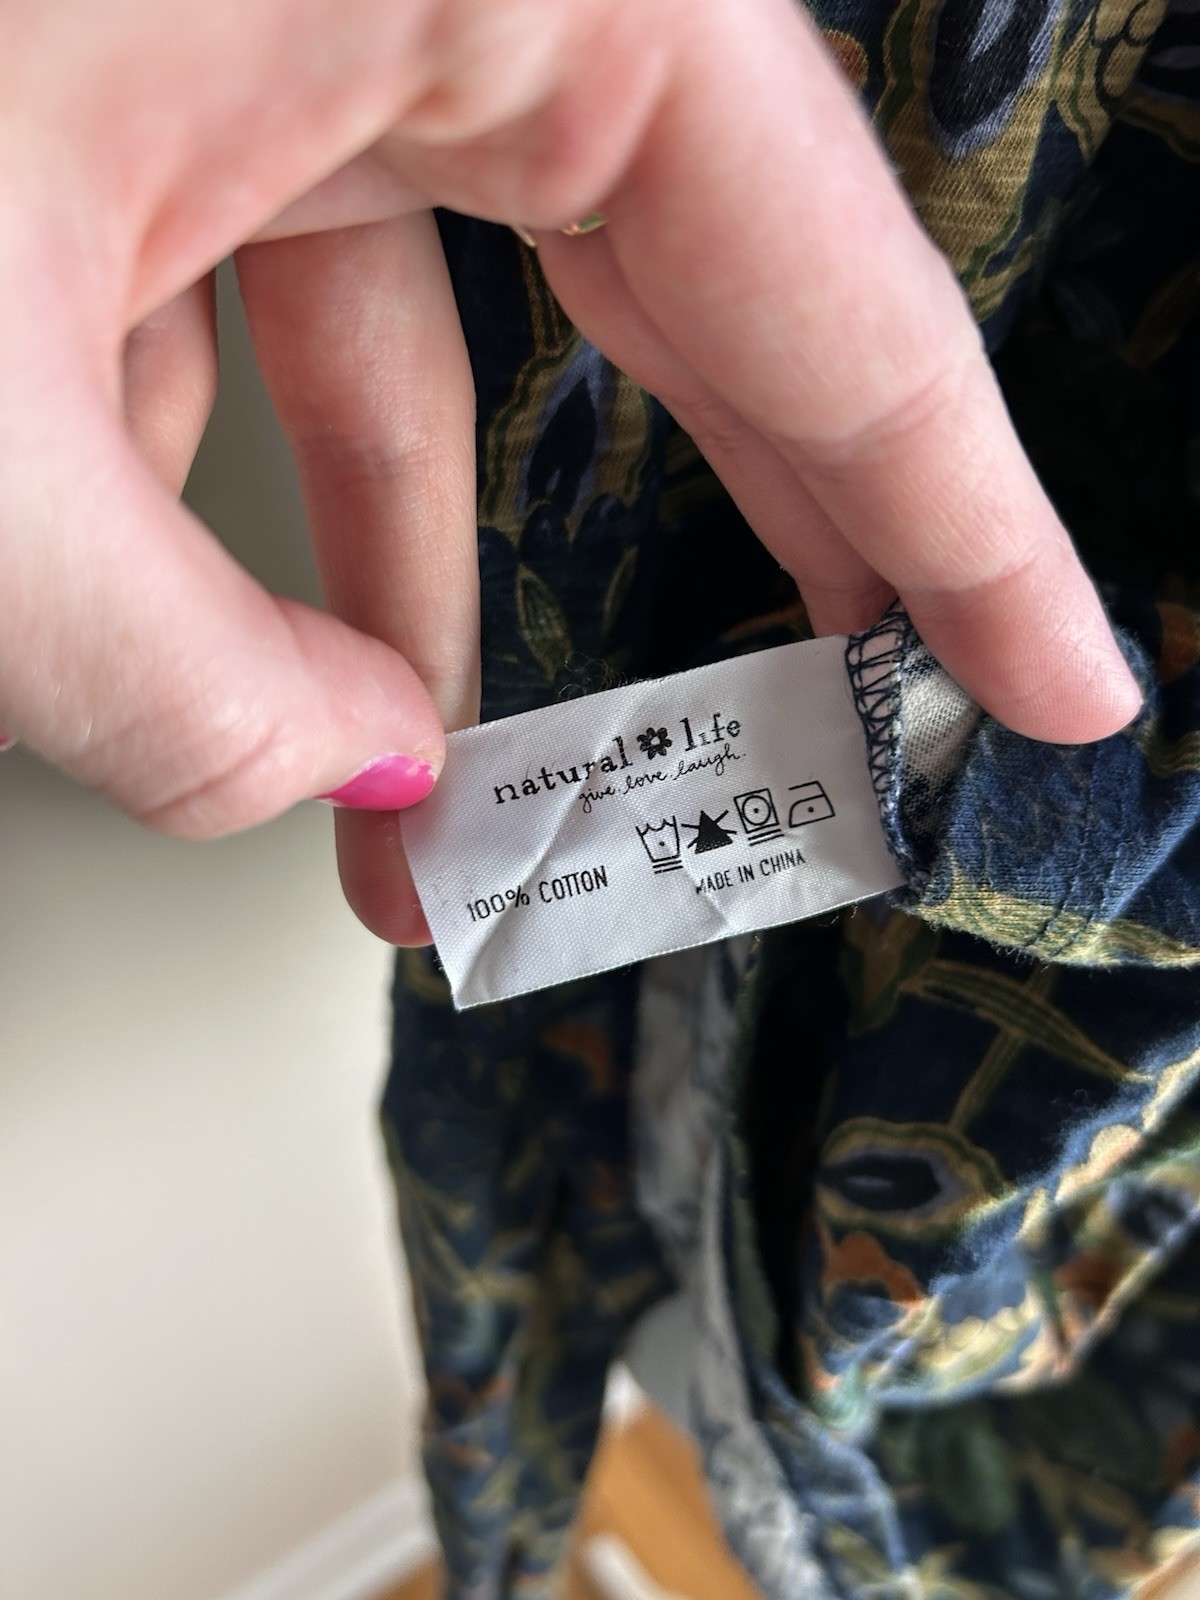 natural life
give.love.laugh.
100% COTTON
MADE IN CHINA